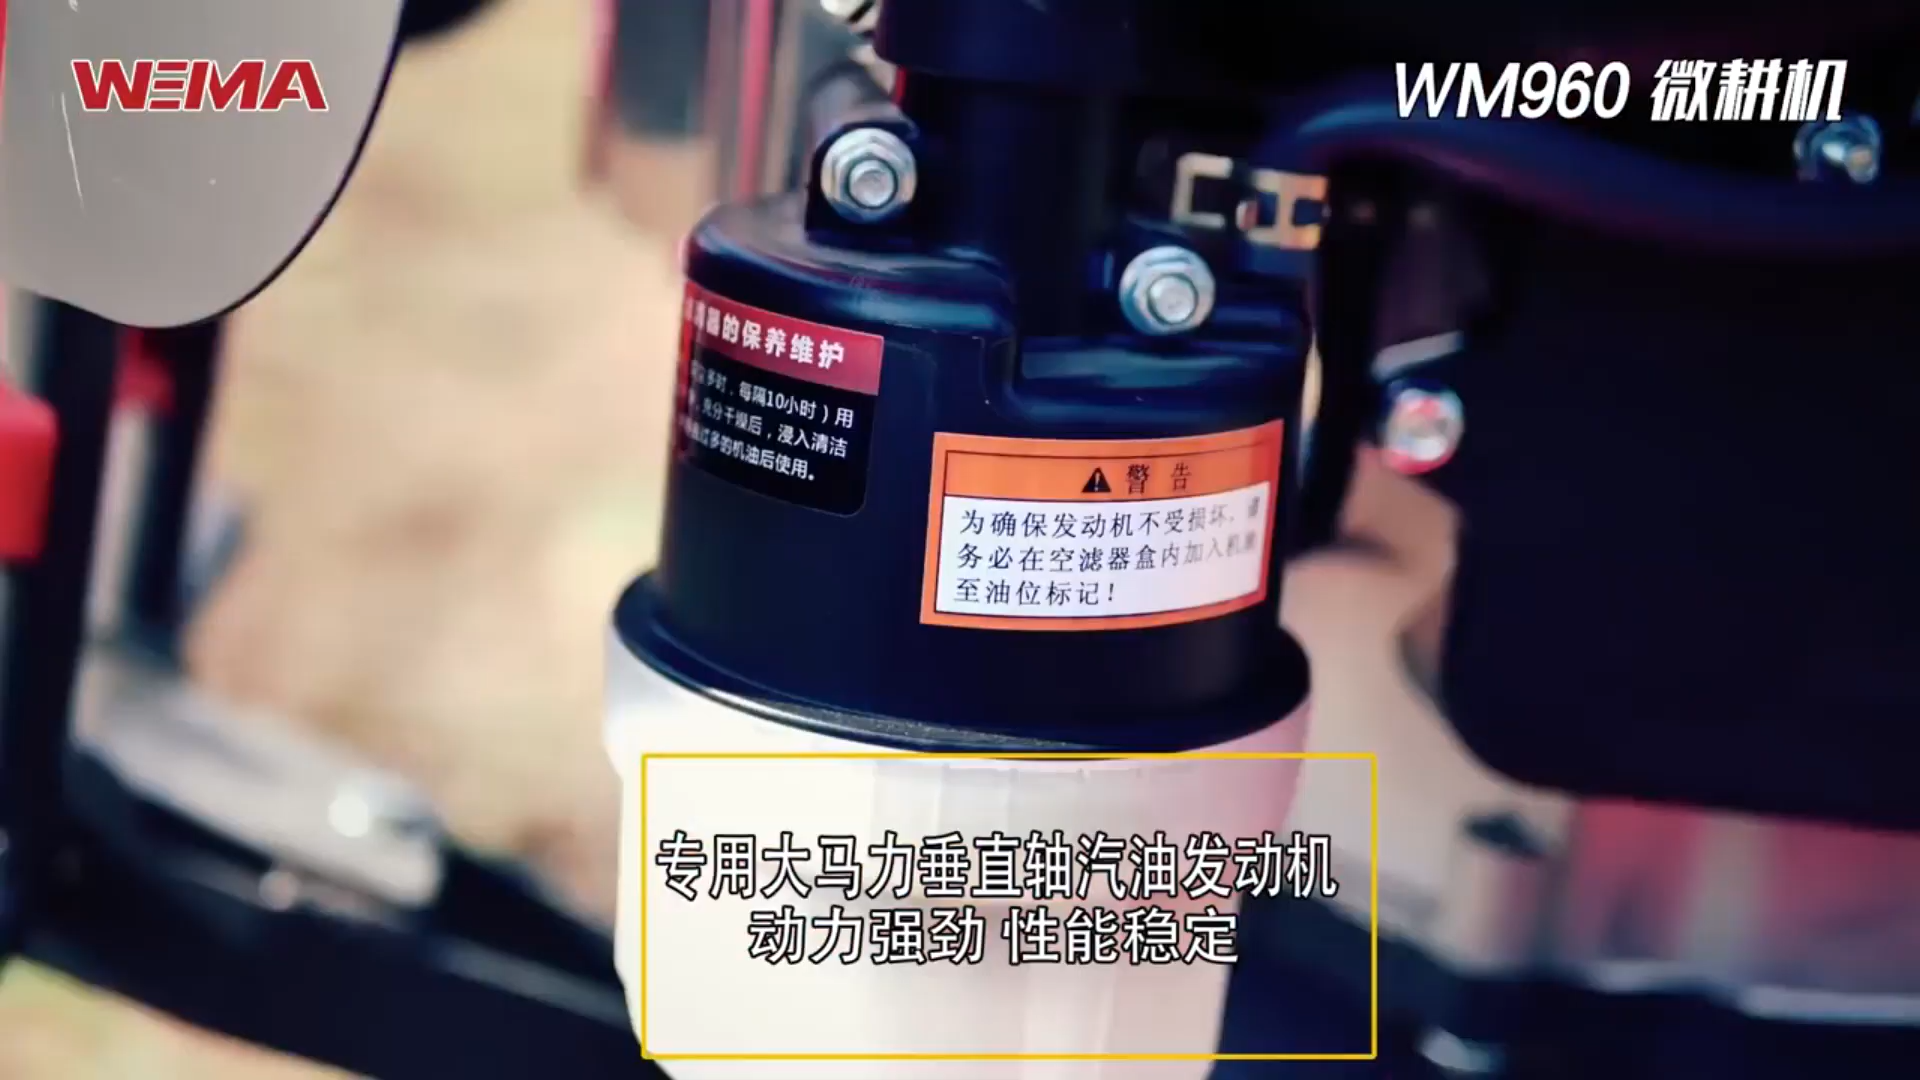 WEMA
WM960 微耕机
滤器的保养维护
多时，每隔10小时）用
充分干燥后，浸入清洁
过多的机油后使用。
警告
为确保发动机不受损坏，请
务必在空滤器盒内加入机油
至油位标记！
专用大马力垂直轴汽油发动机
动力强劲 性能稳定